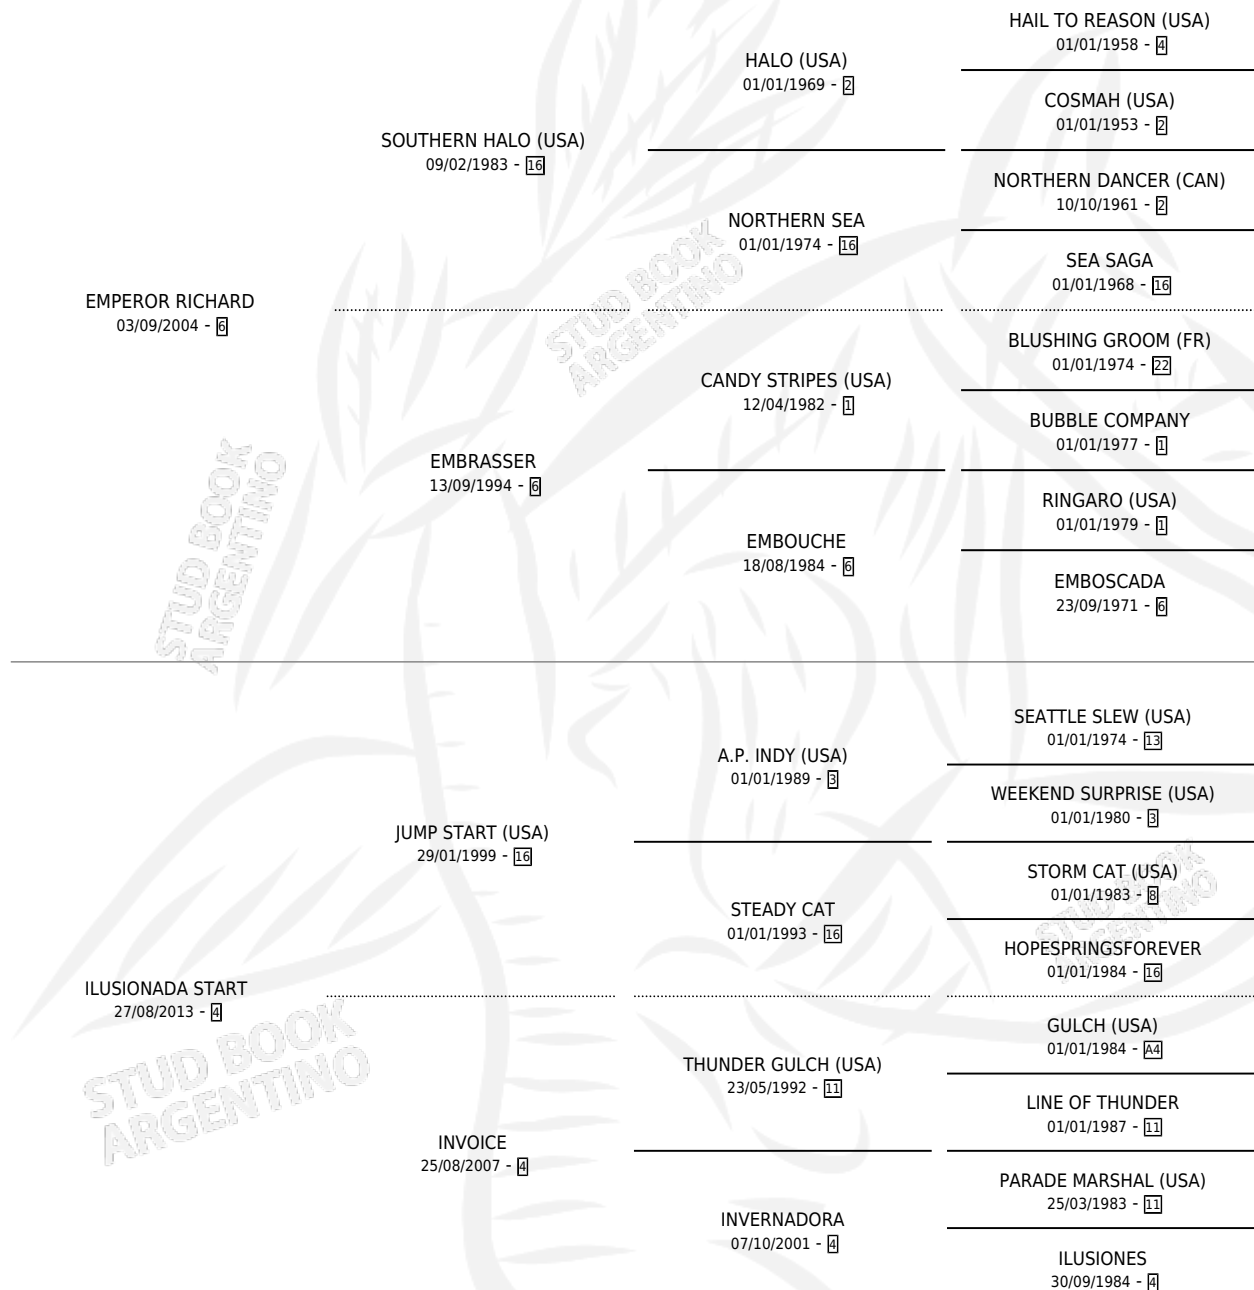 HAIL TO REASON (USA)
01/01/1958 - 4
HALO (USA)
01/01/1969 - 2
COSMAH (USA)
01/01/1953 - 2
SOUTHERN HALO (USA)
09/02/1983 - 16
NORTHERN DANCER (CAN)
10/10/1961 - 2
NORTHERN SEA
01/01/1974 - 16
SEA SAGA
01/01/1968 - 16
EMPEROR RICHARD
03/09/2004 - 6
BLUSHING GROOM (FR)
01/01/1974 - 22
CANDY STRIPES (USA)
12/04/1982 - 1
BUBBLE COMPANY
01/01/1977 - 1
EMBRASSER
13/09/1994 - 6
RINGARO (USA)
01/01/1979 - 1
EMBOUCHE
18/08/1984 - 6
EMBOSCADA
23/09/1971 - 6
STUD BOOK
ARGENTINO
STUD BOOK
ARGENTINO
SEATTLE SLEW (USA)
01/01/1974 - 13
A.P. INDY (USA)
01/01/1989 - 3
WEEKEND SURPRISE (USA)
01/01/1980 - 3
JUMP START (USA)
29/01/1999 - 16
STORM CAT (USA)
01/01/1983 - 8
STEADY CAT
01/01/1993 - 16
HOPESPRINGSFOREVER
01/01/1984 - 16
STUD BOOK
ARGENTINO
ILUSIONADA START
27/08/2013 - 4
GULCH (USA)
01/01/1984 - A4
THUNDER GULCH (USA)
23/05/1992 - 11
LINE OF THUNDER
01/01/1987 - 11
INVOICE
25/08/2007 - 4
PARADE MARSHAL (USA)
25/03/1983 - 11
INVERNADORA
07/10/2001 - 4
ILUSIONES
30/09/1984 - 4
STUD BOOK
ARGENTINO